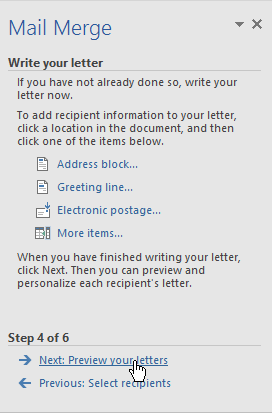 Mail Merge
Write your letter
If you have not already done so, write your
letter now.
To add recipient information to your letter,
click a location in the document, and then
click one of the items below.
Address block...
Greeting line...
Electronic postage...
More items...
When you have finished writing your letter,
click Next. Then you can preview and
personalize each recipient's letter.
Step 4 of 6
Next: Preview your letters
Previous: Select recipients